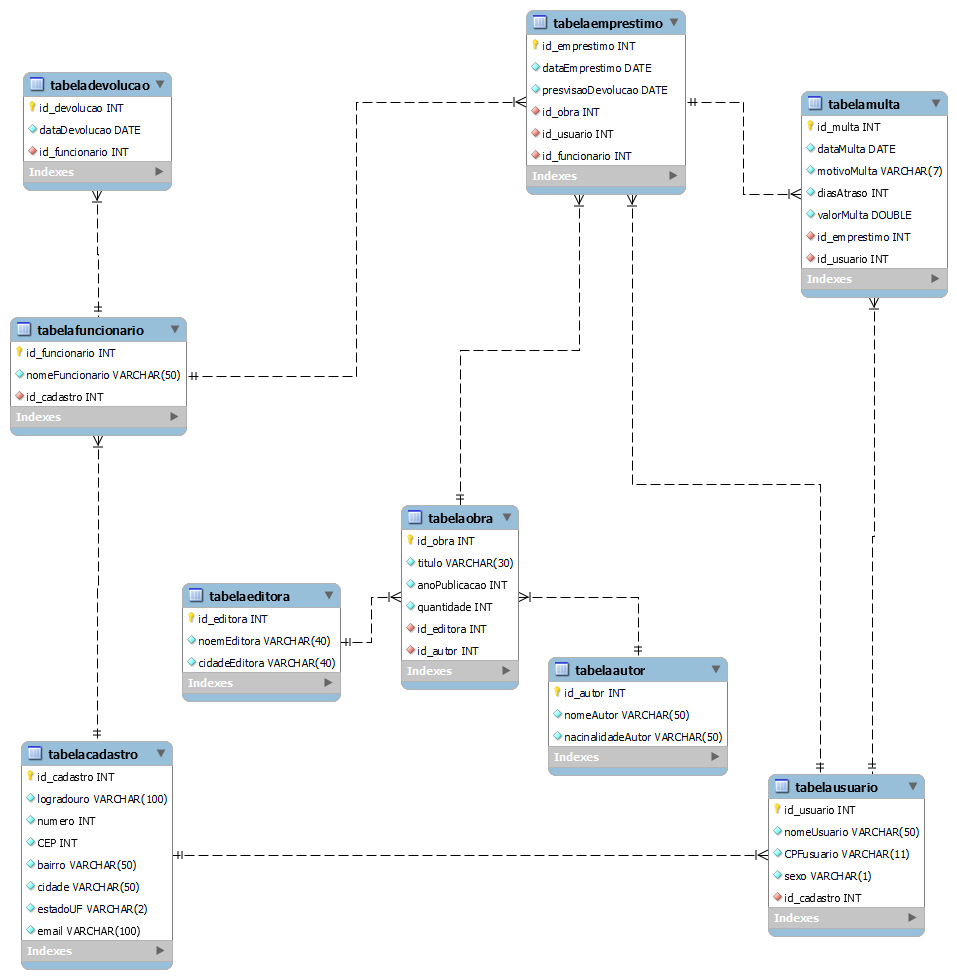 tabelaemprestimo
id_emprestimo INT
dataEmprestimo DATE
presvisaoDevolucao DATE
id_obra INT
id_usuario INT
id_funcionario INT
Indexes
tabeladevolucao
id_devolucao INT
dataDevolucao DATE
id_funcionario INT
Indexes
tabelamulta
id_multa INT
dataMulta DATE
motivoMulta VARCHAR(7)
diasAtraso INT
valorMulta DOUBLE
id_emprestimo INT
id_usuario INT
Indexes
tabelafuncionario
id_funcionario INT
nomeFuncionario VARCHAR(50)
id_cadastro INT
Indexes
tabelaobra
id_obra INT
titulo VARCHAR(30)
anoPublicacao INT
quantidade INT
id_editora INT
id_autor INT
Indexes
tabelaeditora
id_editora INT
noemEditora VARCHAR(40)
cidadeEditora VARCHAR(40)
Indexes
tabelaautor
id_autor INT
nomeAutor VARCHAR(50)
nacinalidadeAutor VARCHAR(50)
Indexes
tabelacadastro
id_cadastro INT
logradouro VARCHAR(100)
numero INT
CEP INT
bairro VARCHAR(50)
cidade VARCHAR(50)
estadoUF VARCHAR(2)
email VARCHAR(100)
Indexes
tabelausuario
id_usuario INT
nomeUsuario VARCHAR(50)
CPFusuario VARCHAR(11)
sexo VARCHAR(1)
id_cadastro INT
Indexes